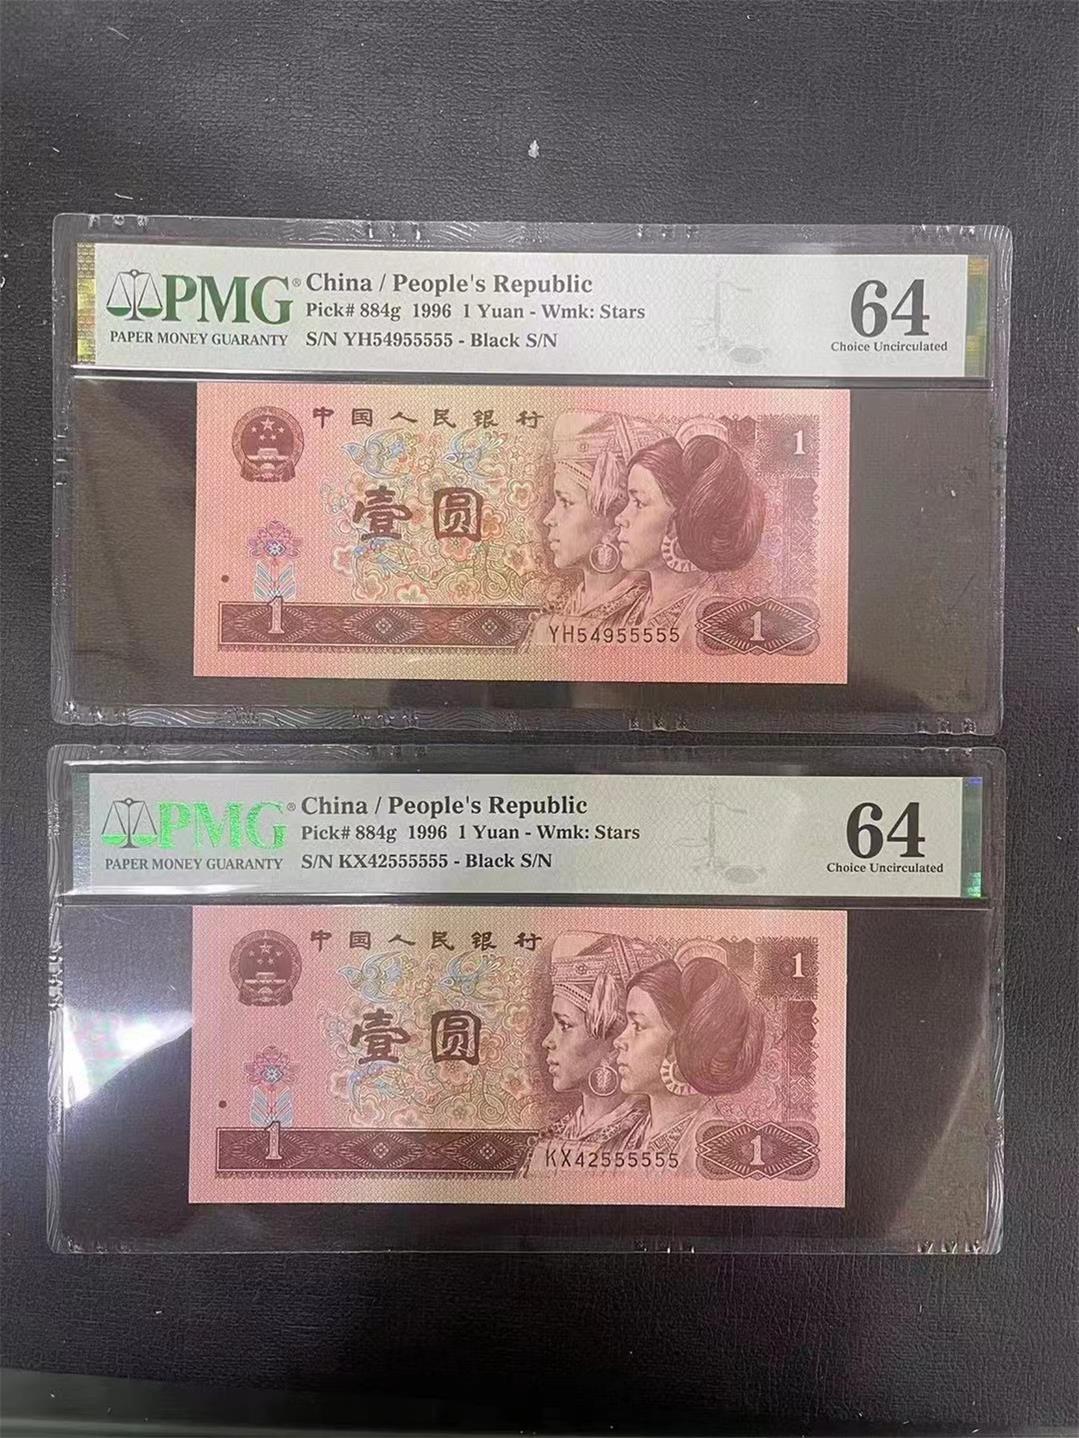 PMG®
PAPER MONEY GUARANTY
China / People's Republic
Pick# 884g 1996 1 Yuan - Wmk: Stars
S/N YH54955555 - Black S/N
64
Choice Uncirculated
中国人民银行
1
壹圆
1
YH54955555
1
PMG®
PAPER MONEY GUARANTY
China / People's Republic
Pick# 884g 1996 1 Yuan - Wmk: Stars
S/N KX42555555 - Black S/N
64
Choice Uncirculated
中国人民银行
1
壹圆
1
KX42555555
1